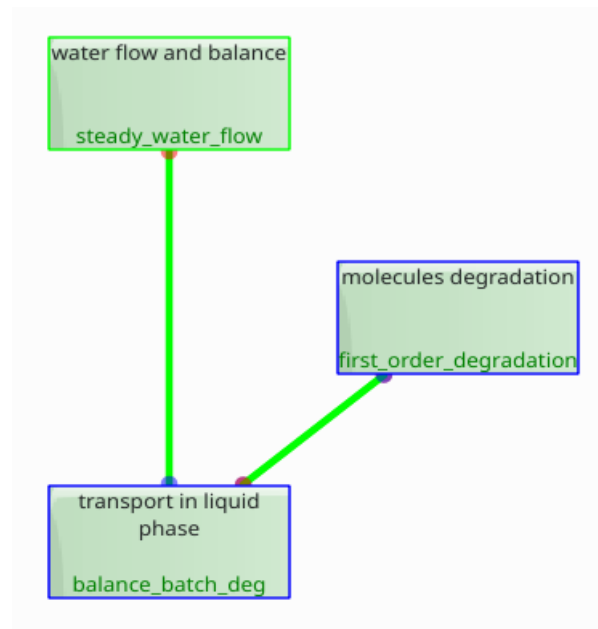 water flow and balance
steady_water_flow
molecules degradation
first_order_degradation
transport in liquid
phase
balance_batch_deg